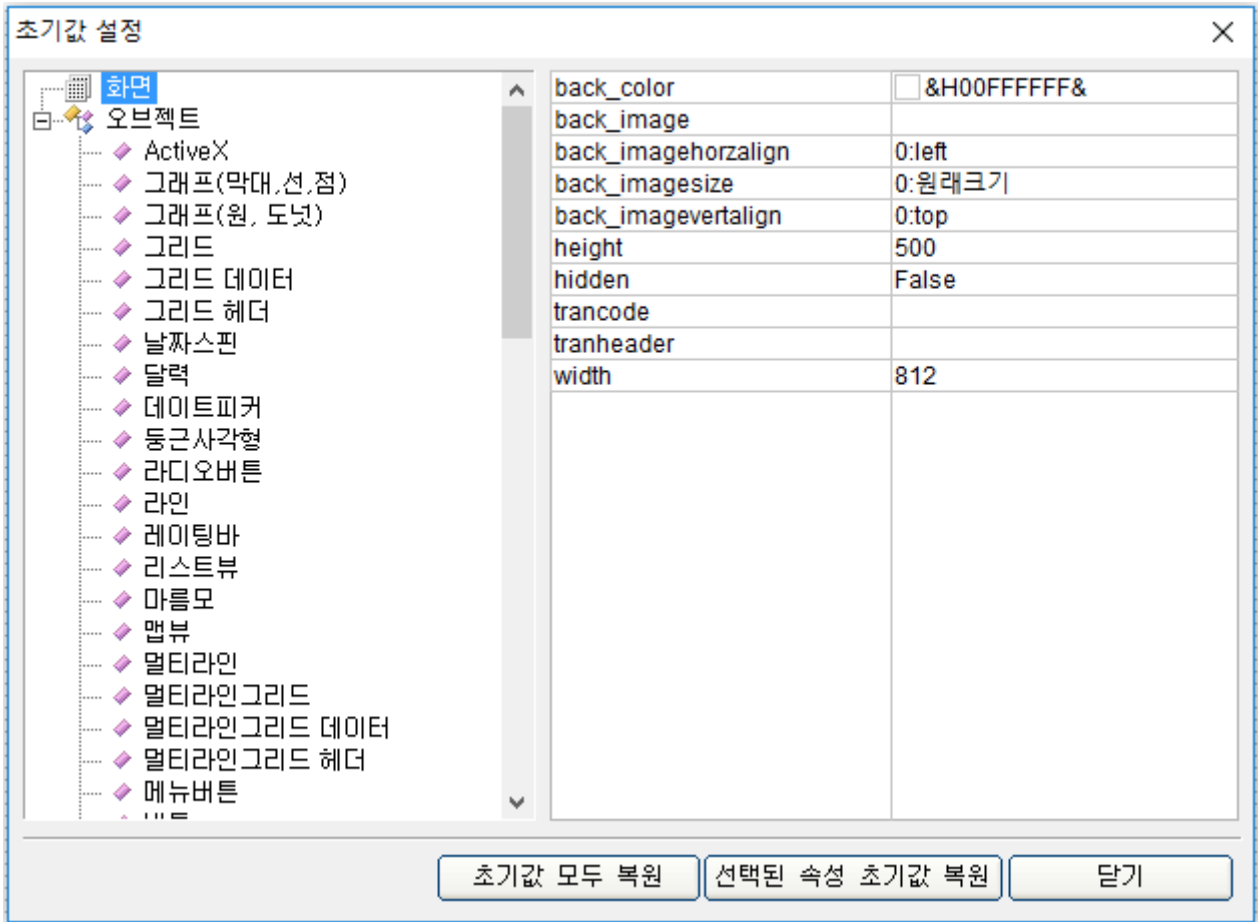 초기값 설정
화면
오브젝트
ActiveX
그래프(막대,선,점)
그래프(원, 도넛)
그리드
그리드 데이터
그리드 헤더
날짜스핀
달력
데이트피커
둥근사각형
라디오버튼
라인
레이팅바
리스트뷰
마름모
맵뷰
멀티라인
멀티라인그리드
멀티라인그리드 데이터
멀티라인그리드 헤더
메뉴버튼
back_color &H00FFFFFF&
back_image
back_imagehorzalign 0:left
back_imagesize 0:원래크기
back_imagevertalign 0:top
height 500
hidden False
trancode
tranheader
width 812
초기값 모두 복원 선택된 속성 초기값 복원 닫기